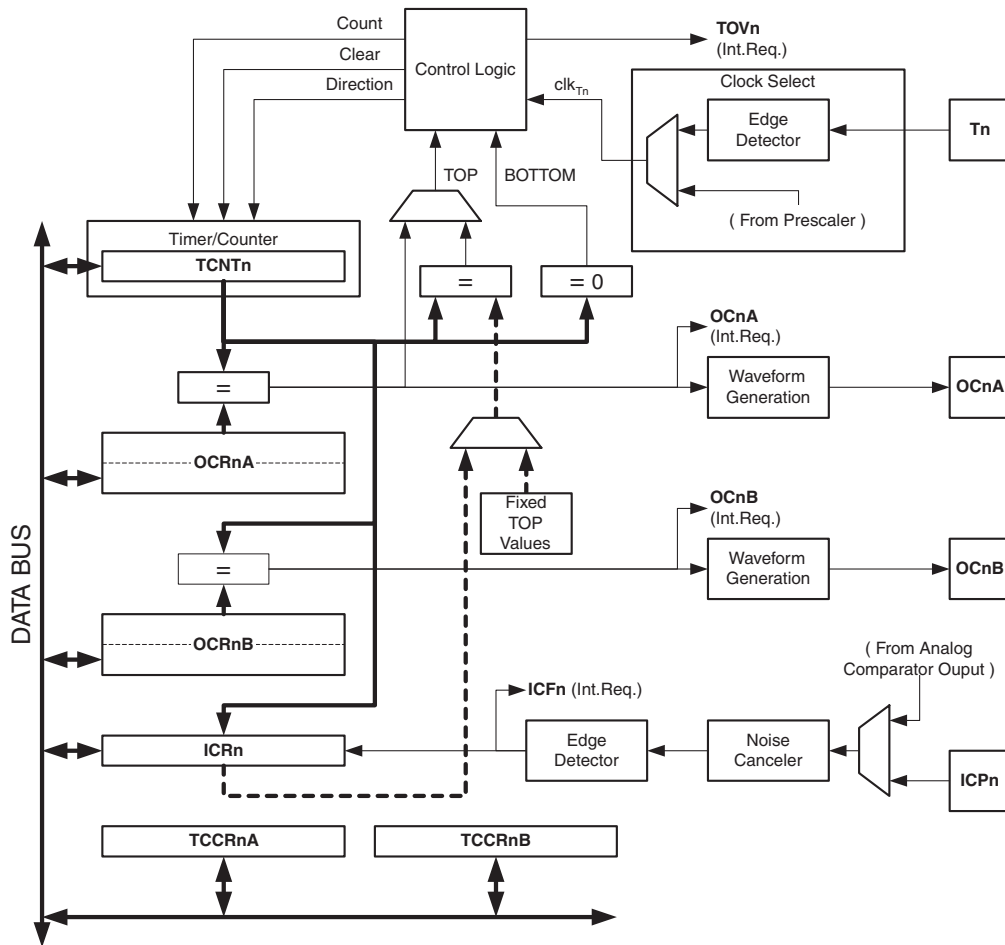 Count
Clear
Direction
Control Logic
TOVn
(Int.Req.)
clkTn
Clock Select
Edge
Detector
Tn
( From Prescaler )
TOP
BOTTOM
Timer/Counter
TCNTn
=
= 0
OCnA
(Int.Req.)
=
Waveform
Generation
OCnA
OCRnA
Fixed
TOP
Values
OCnB
(Int.Req.)
=
Waveform
Generation
OCnB
OCRnB
DATA BUS
( From Analog
Comparator Ouput )
ICFn (Int.Req.)
ICRn
Edge
Detector
Noise
Canceler
ICPn
TCCRnA
TCCRnB